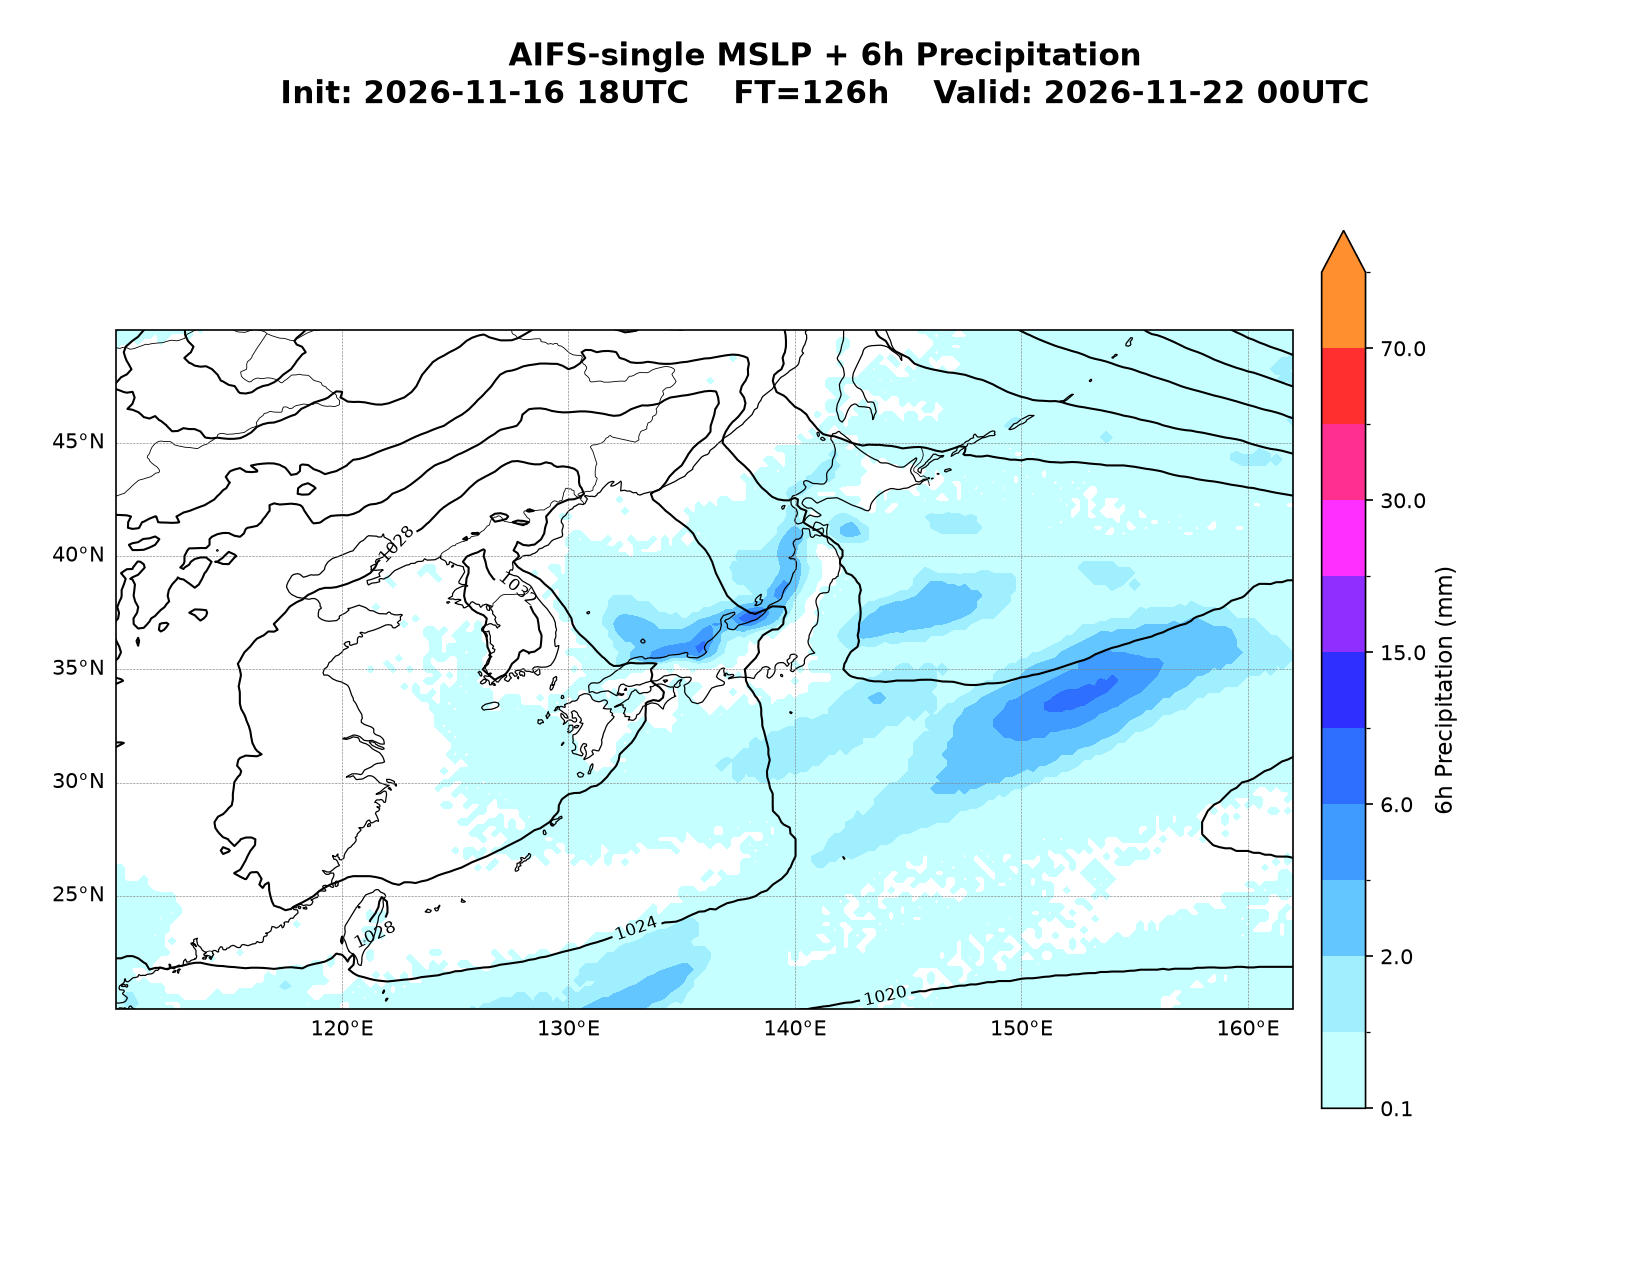 AIFS-single MSLP + 6h Precipitation
Init: 2026-11-16 18UTC    FT=126h    Valid: 2026-11-22 00UTC
70.0
30.0
15.0
6.0
2.0
0.1
6h Precipitation (mm)
45°N
40°N
35°N
30°N
25°N
120°E
130°E
140°E
150°E
160°E
1028
1028
1024
1020